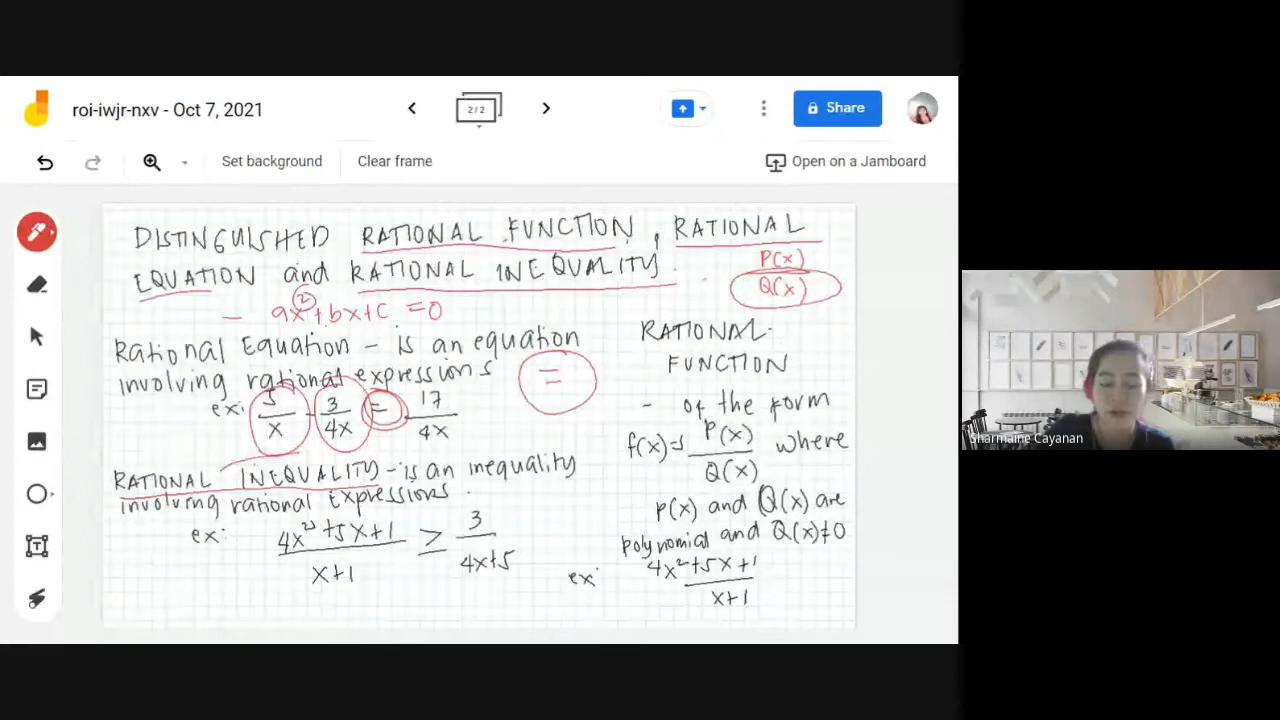 roi-iwjr-nxv - Oct 7, 2021
2/2
Share
Set background
Clear frame
Open on a Jamboard
DISTINGUISHED RATIONAL FUNCTION, RATIONAL
EQUATION and RATIONAL INEQUALITY.
P(x)
Q(x)
- ax²+bx+c =0
Rational Equation - is an equation
involving rational expressions
=
ex: 5/x - 3/4x = 17/4x
RATIONAL INEQUALITY - is an inequality
involving rational expressions.
ex: 4x²+5x+1/x+1 ≥ 3/4x+5
RATIONAL
FUNCTION
- of the form
f(x)= P(x)/Q(x) where
p(x) and Q(x) are
polynomial and Q(x)≠0
ex: 4x²+5x+1/x+1
Sharmaine Cayanan